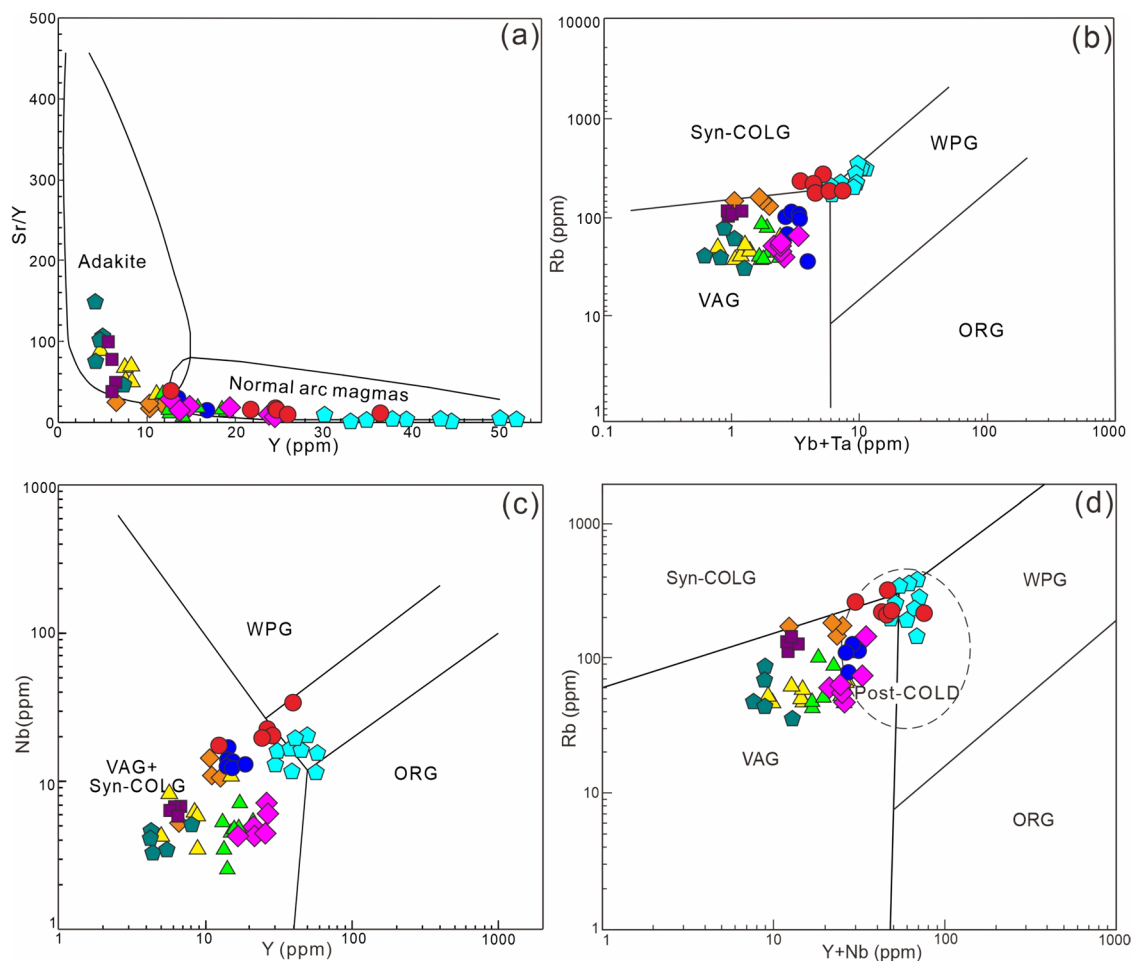 (a)
500
400
300
200
100
0
Sr/Y
Adakite
Normal arc magmas
0
10
20
30
40
50
Y (ppm)
(b)
10000
1000
100
10
1
Rb (ppm)
Syn-COLG
WPG
VAG
ORG
0.1
1
10
100
1000
Yb+Ta (ppm)
(c)
1000
100
10
1
Nb(ppm)
WPG
VAG+
Syn-COLG
ORG
1
10
100
1000
Y (ppm)
(d)
1000
100
10
1
Rb (ppm)
Syn-COLG
WPG
Post-COLD
VAG
ORG
1
10
100
1000
Y+Nb (ppm)